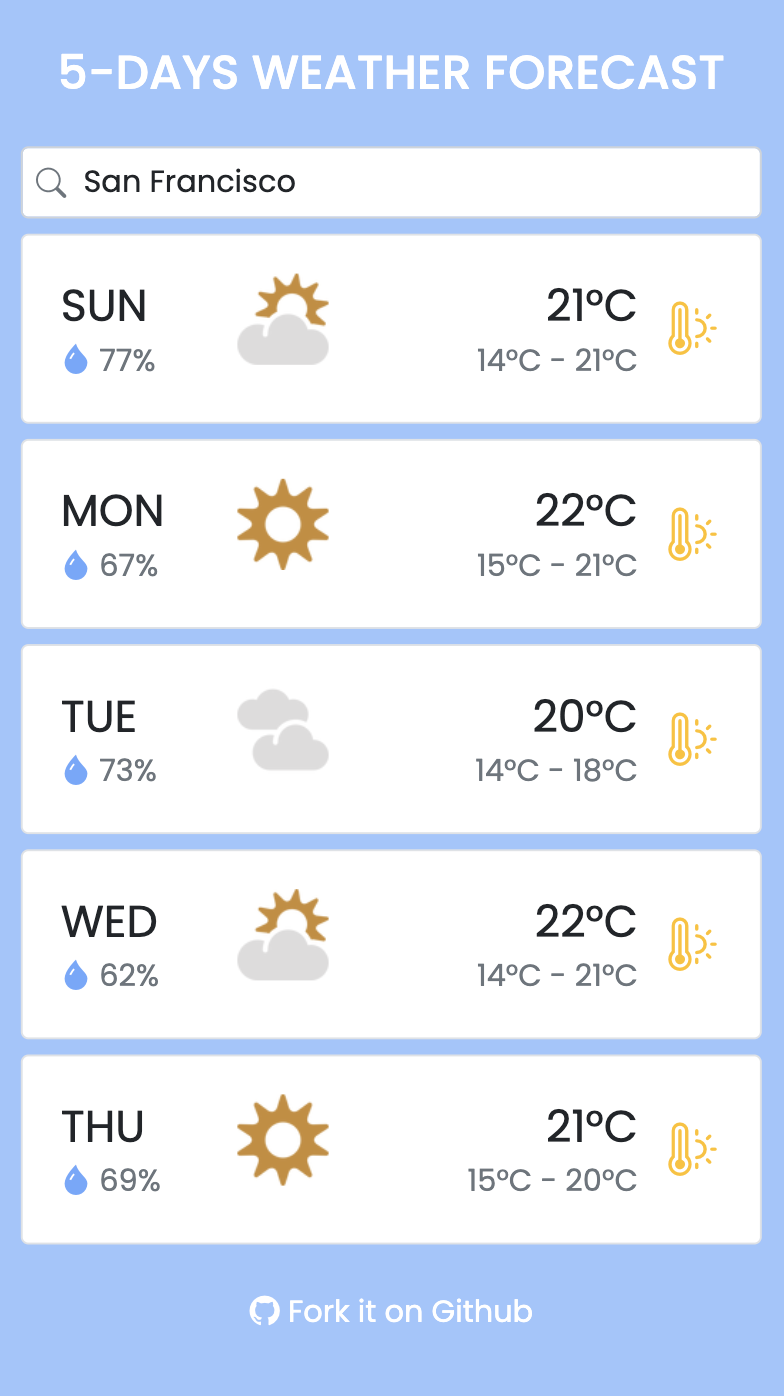 5-DAYS WEATHER FORECAST
San Francisco
SUN
77%
21°C
14°C - 21°C
MON
67%
22°C
15°C - 21°C
TUE
73%
20°C
14°C - 18°C
WED
62%
22°C
14°C - 21°C
THU
69%
21°C
15°C - 20°C
Fork it on Github